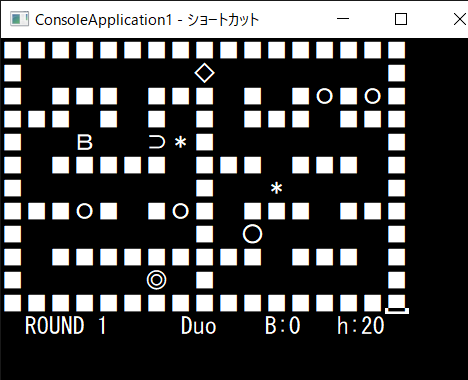 ConsoleApplication1 - ショートカット
B
ROUND 1 Duo B:0 h:20